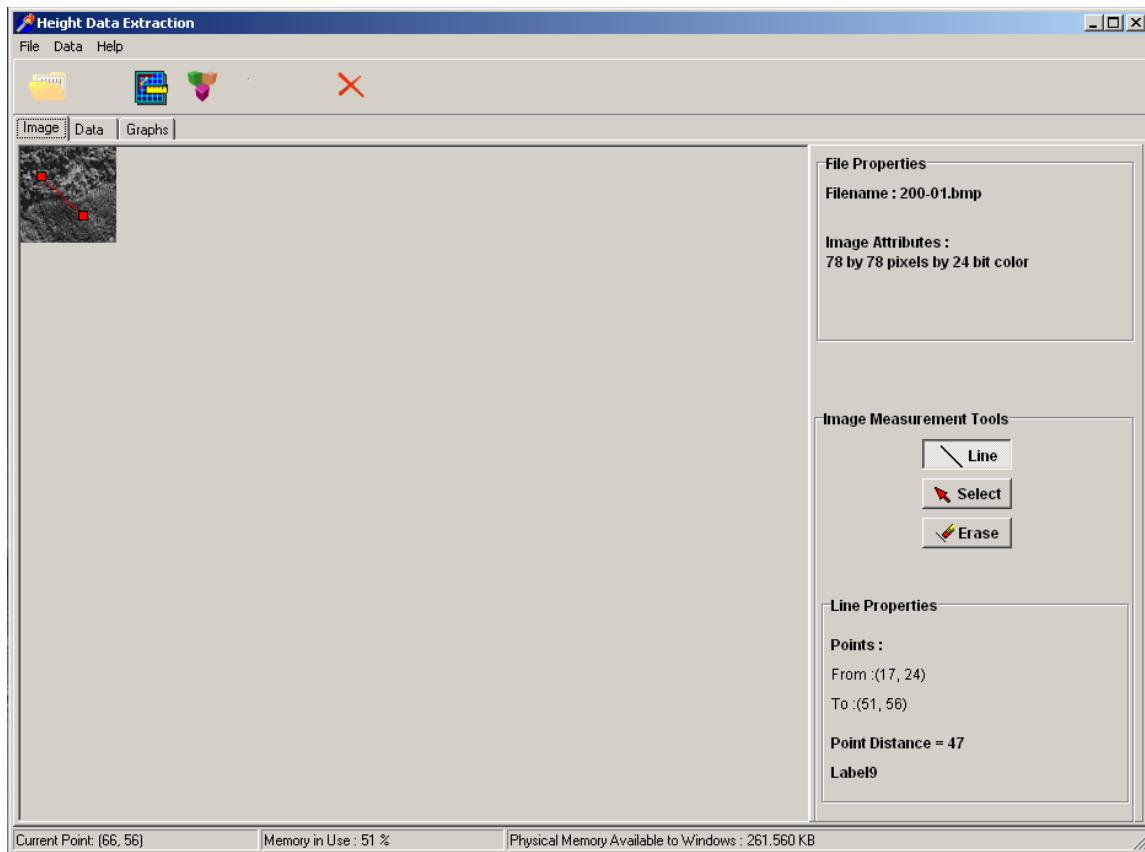 Height Data Extraction
File Data Help
Image Data Graphs
File Properties
Filename : 200-01.bmp
Image Attributes :
78 by 78 pixels by 24 bit color
Image Measurement Tools
Line
Select
Erase
Line Properties
Points :
From :(17, 24)
To :(51, 56)
Point Distance = 47
Label9
Current Point: (66, 56) Memory in Use : 51 % Physical Memory Available to Windows : 261.560 KB